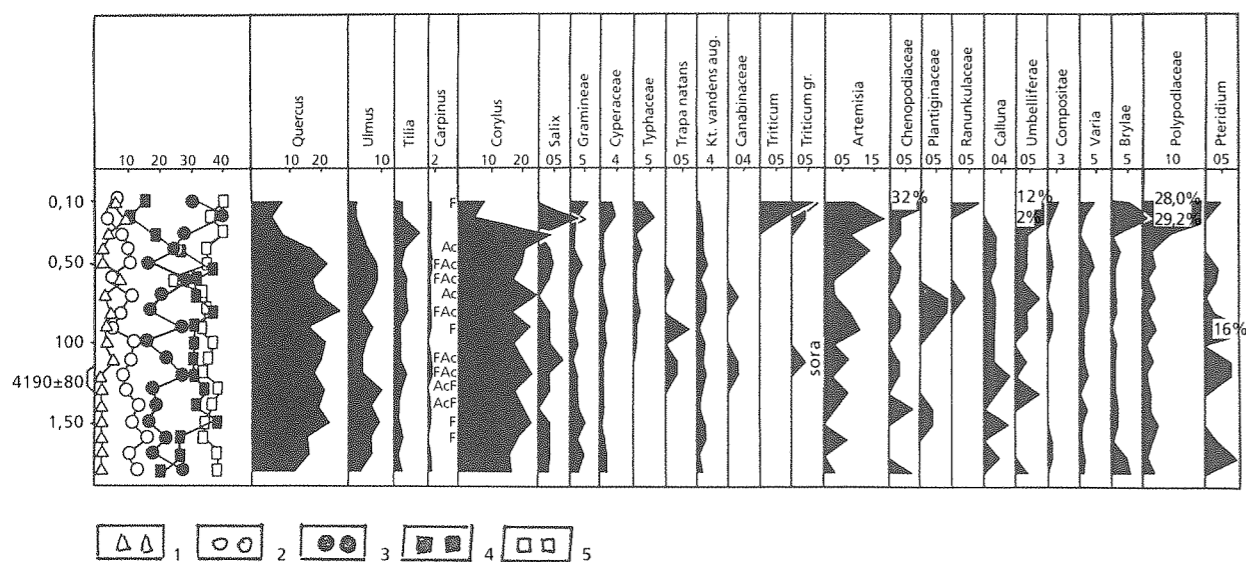 Quercus
Ulmus
Tilia
Carpinus
Corylus
Salix
Gramineae
Cyperaceae
Typhaceae
Trapa natans
Kt. vandens aug.
Canabinaceae
Triticum
Triticum gr.
Artemisia
Chenopodiaceae
Plantiginaceae
Ranunkulaceae
Calluna
Umbelliferae
Compositae
Varia
Brylae
Polypodlaceae
Pteridium
10 20 30 40 10 20 10 2 10 20 05 5 4 5 05 4 04 05 05 05 15 05 05 05 04 05 3 5 5 10 05
0,10 F 32% 12% 28,0%
2% 29,2%
Ac
0,50 FAc
FAc
Ac
FAc
F 16%
100
FAc sora
4190±80 FAc
AcF
AcF
1,50 F
F
1 2 3 4 5